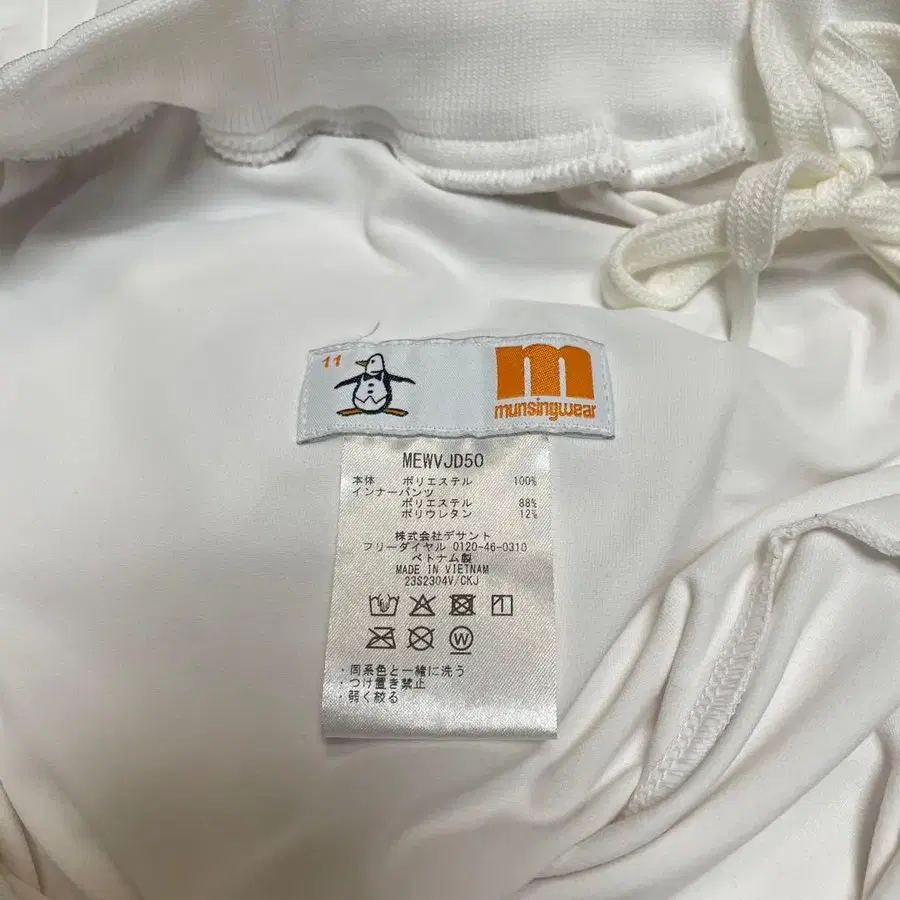 11
m
munsingwear
MEWVJD50
本体 ポリエステル 100%
インナーパンツ
ポリエステル 88%
ポリウレタン 12%
株式会社デサント
フリーダイヤル 0120-46-0310
ベトナム製
MADE IN VIETNAM
23S2304V/CKJ
W
・同系色と一緒に洗う
・つけ置き禁止
・弱く絞る